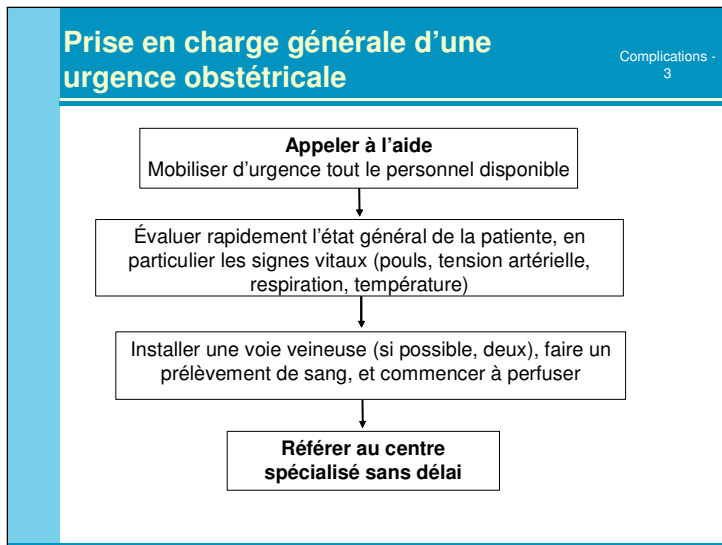 Prise en charge générale d’une
urgence obstétricale
Complications -
3
Appeler à l’aide
Mobiliser d’urgence tout le personnel disponible
Évaluer rapidement l’état général de la patiente, en
particulier les signes vitaux (pouls, tension artérielle,
respiration, température)
Installer une voie veineuse (si possible, deux), faire un
prélèvement de sang, et commencer à perfuser
Référer au centre
spécialisé sans délai